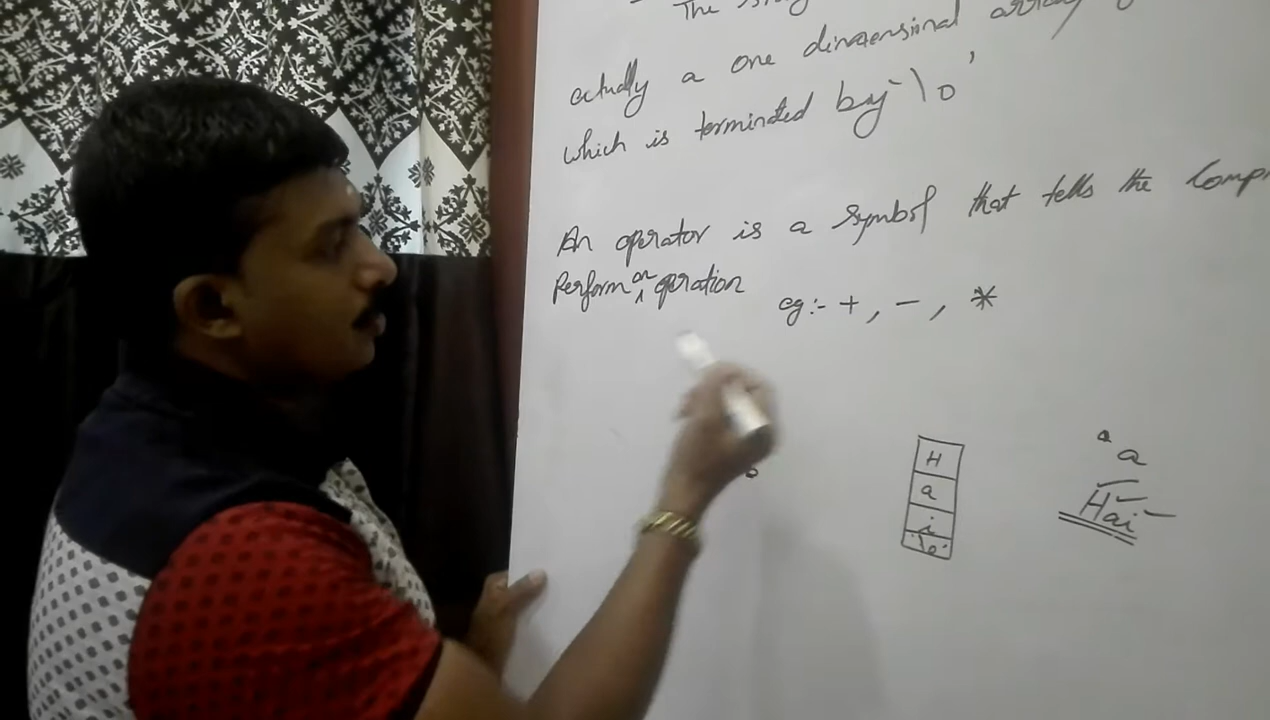 The
actually a one dimensional array
which is terminated by '\0'
An operator is a symbol that tells the Comp
Perform an operation eg:- +, -, *
H
a
i
'\0'
a a
Hai